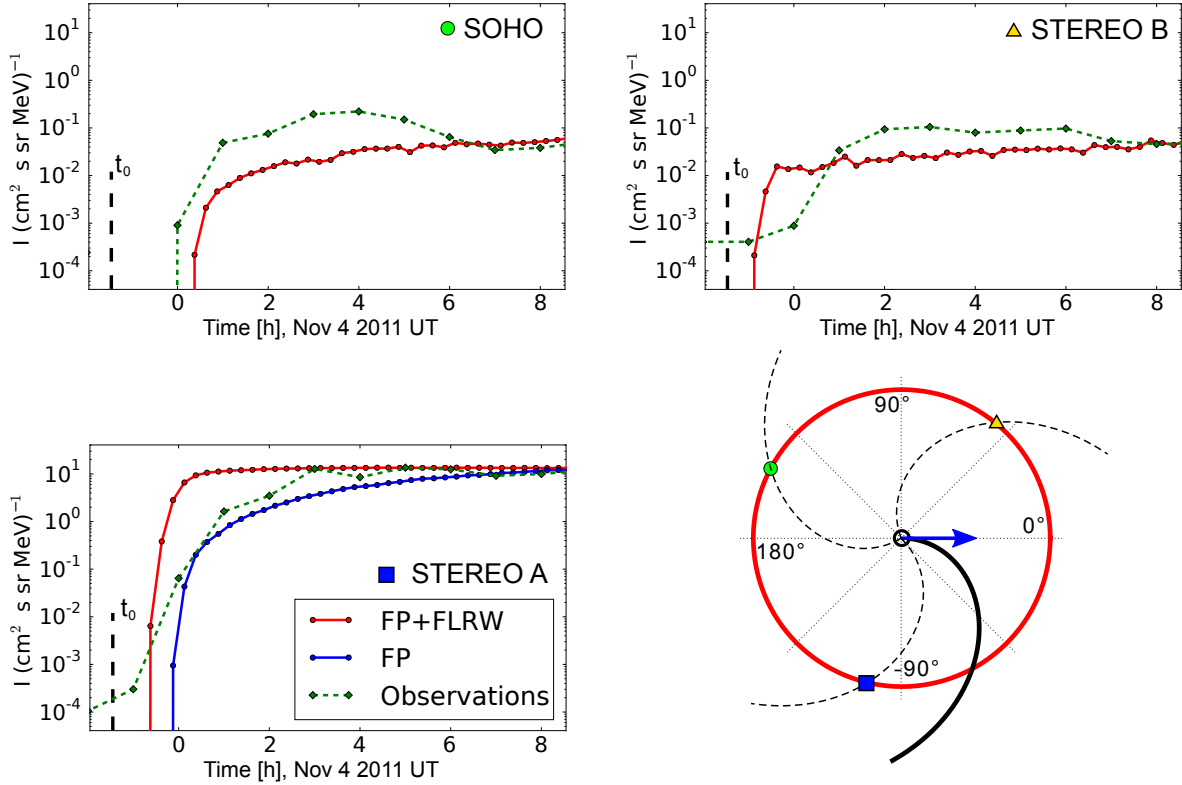 SOHO
10^1
10^0
10^-1
10^-2
10^-3
10^-4
I (cm^2 s sr MeV)^-1
t_0
0 2 4 6 8
Time [h], Nov 4 2011 UT
STEREO B
10^1
10^0
10^-1
10^-2
10^-3
10^-4
I (cm^2 s sr MeV)^-1
t_0
0 2 4 6 8
Time [h], Nov 4 2011 UT
STEREO A
10^1
10^0
10^-1
10^-2
10^-3
10^-4
I (cm^2 s sr MeV)^-1
t_0
FP+FLRW
FP
Observations
0 2 4 6 8
Time [h], Nov 4 2011 UT
90°
0°
180°
-90°